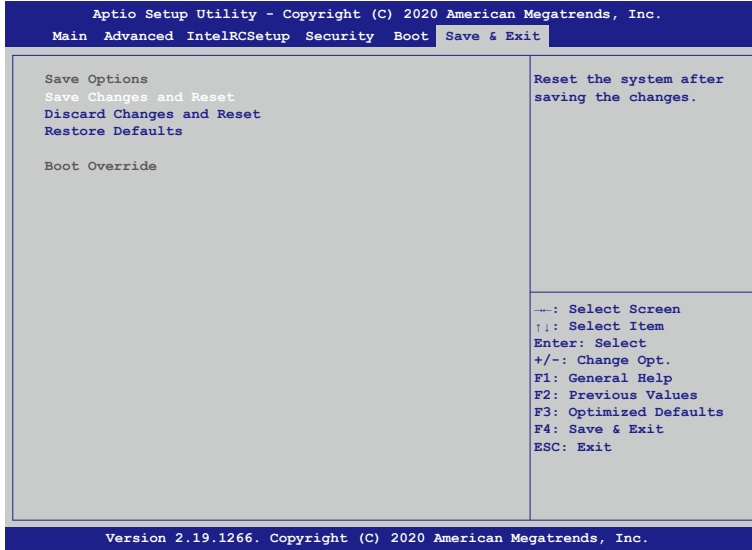 Aptio Setup Utility - Copyright (C) 2020 American Megatrends, Inc.
Main Advanced IntelRCSetup Security Boot Save & Exit
Save Options
Save Changes and Reset
Discard Changes and Reset
Restore Defaults
Boot Override
Reset the system after
saving the changes.
→←: Select Screen
↑↓: Select Item
Enter: Select
+/-: Change Opt.
F1: General Help
F2: Previous Values
F3: Optimized Defaults
F4: Save & Exit
ESC: Exit
Version 2.19.1266. Copyright (C) 2020 American Megatrends, Inc.